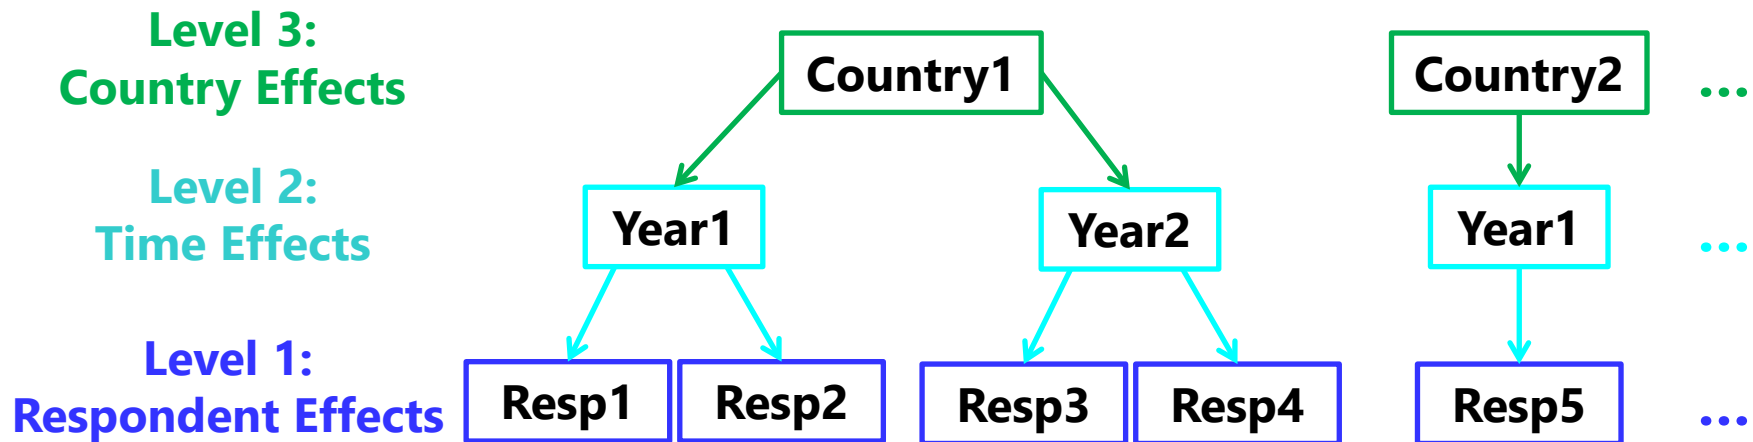 Level 3:
Country Effects
Country1
Country2
...
Level 2:
Time Effects
Year1
Year2
Year1
...
Level 1:
Respondent Effects
Resp1
Resp2
Resp3
Resp4
Resp5
...